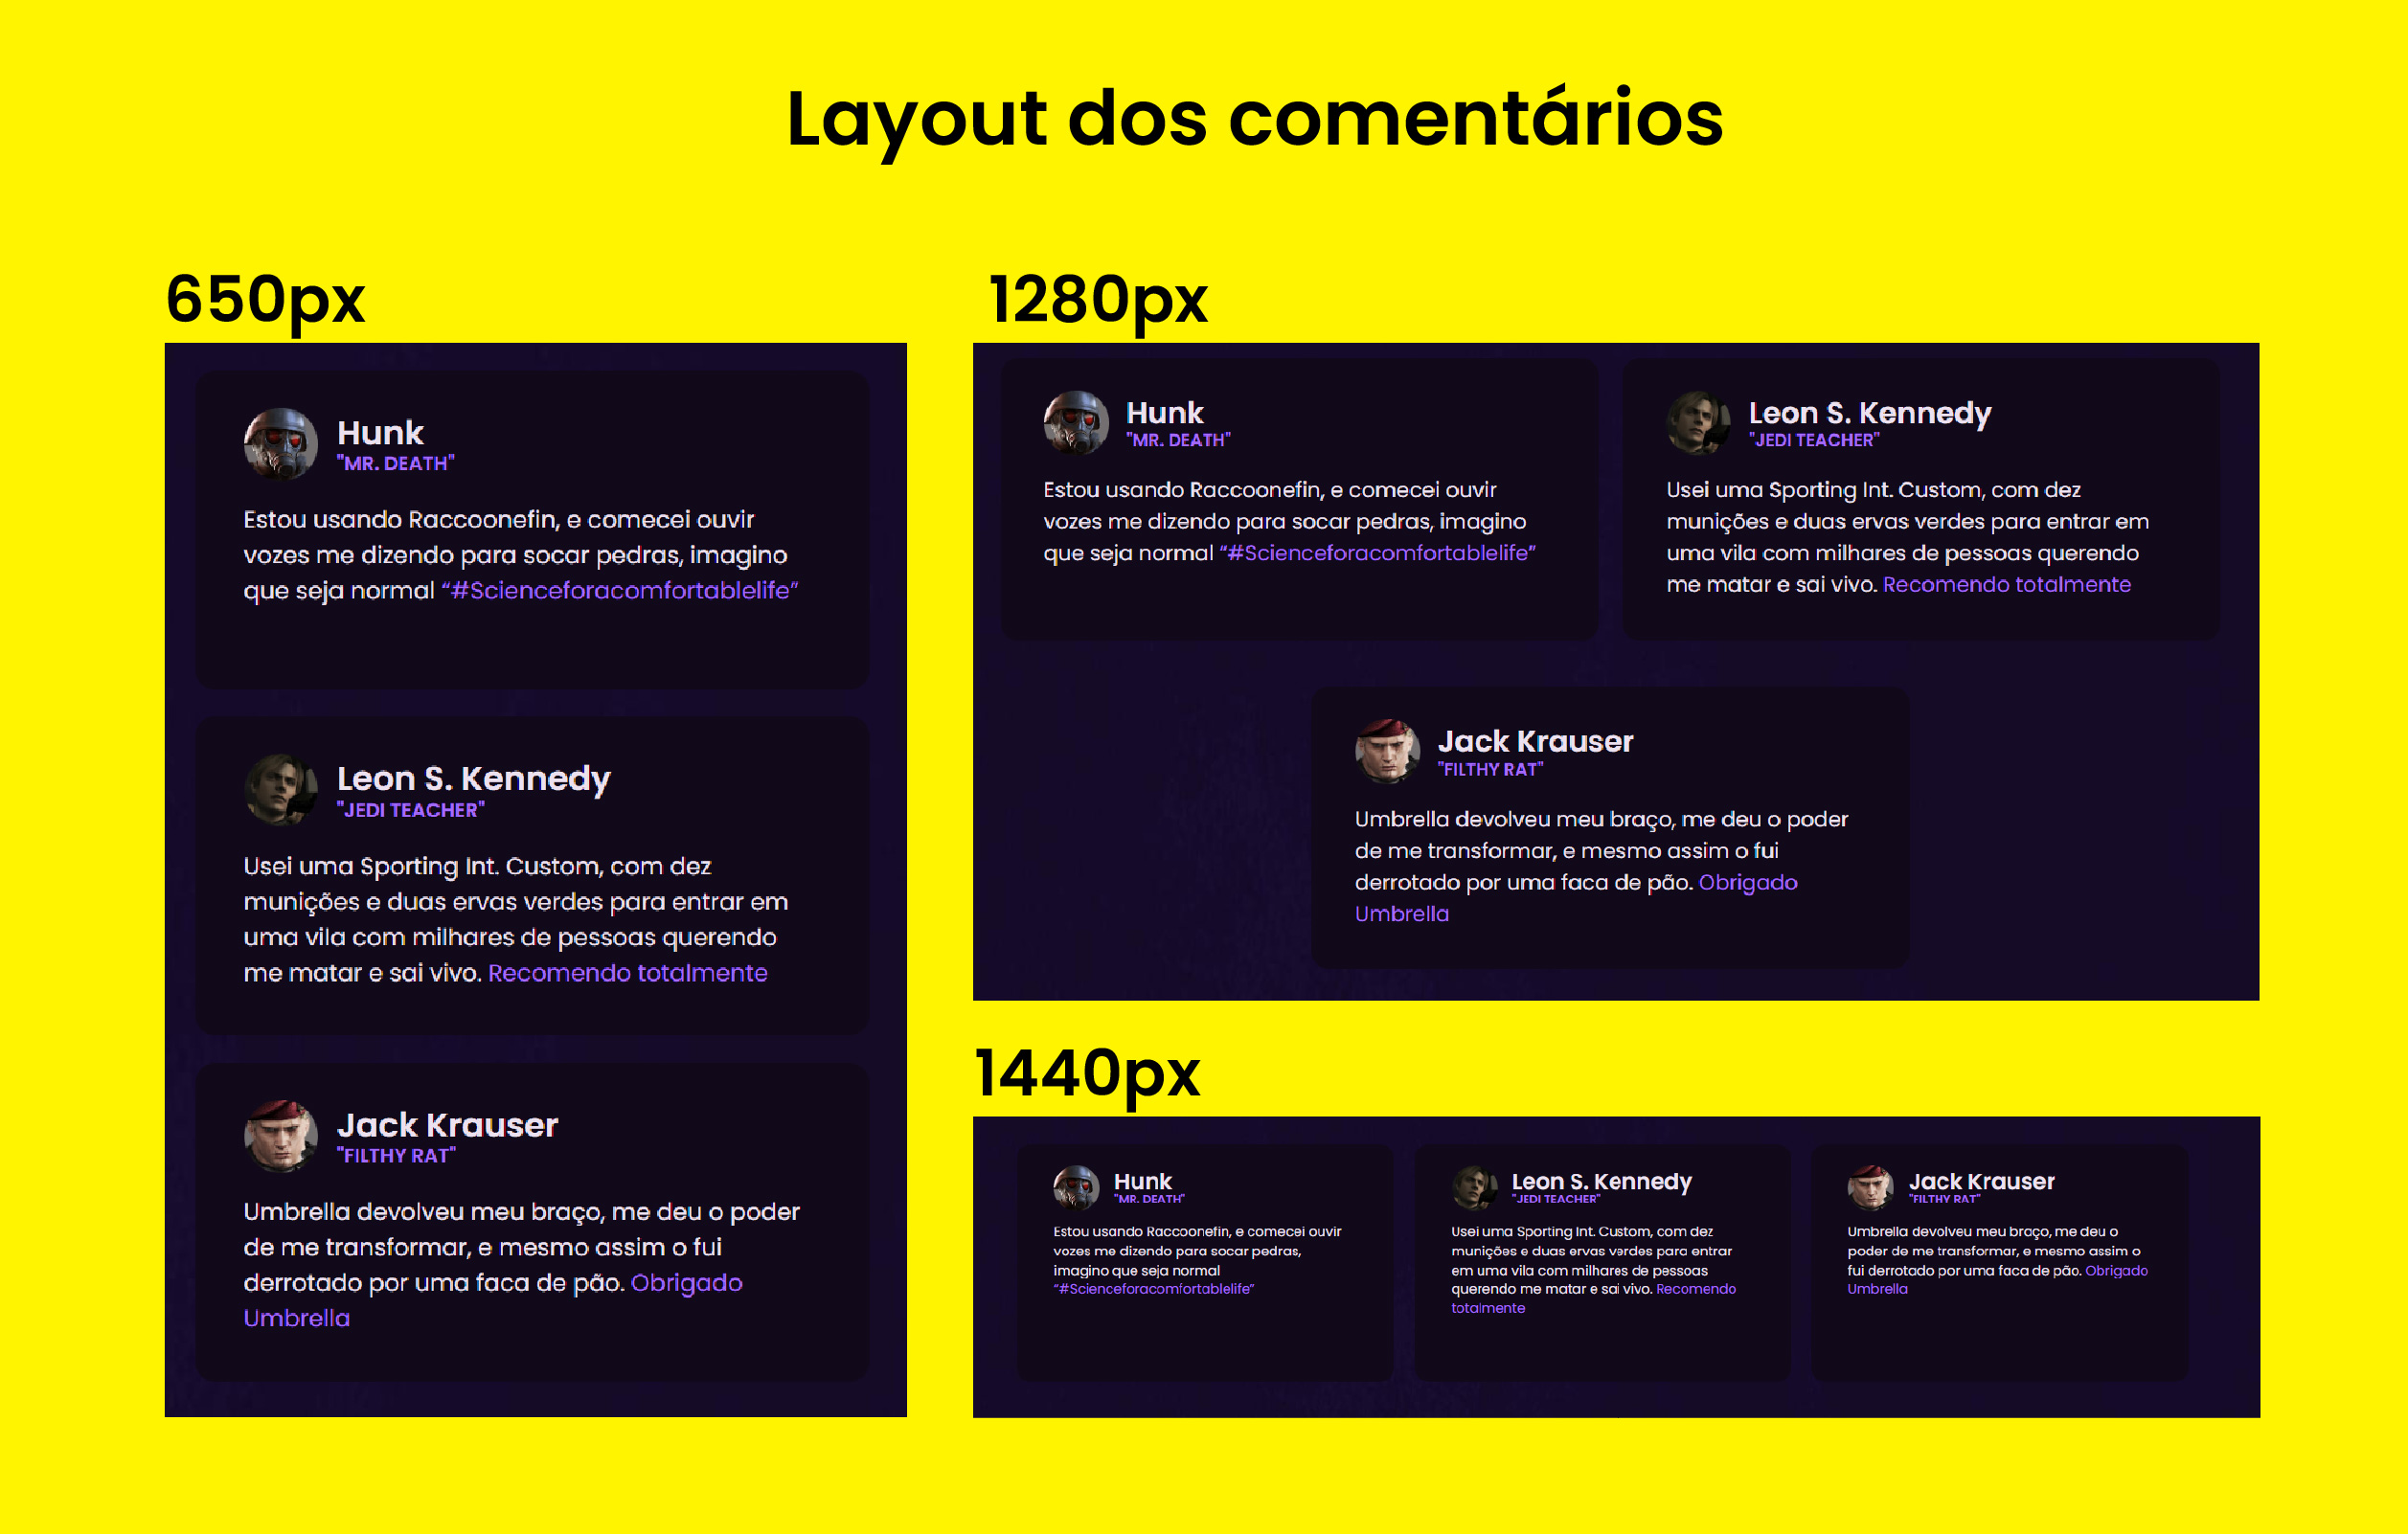 Layout dos comentários
650px
Hunk
"MR. DEATH"
Estou usando Raccoonefin, e comecei ouvir
vozes me dizendo para socar pedras, imagino
que seja normal “#Scienceforacomfortablelife”
Leon S. Kennedy
"JEDI TEACHER"
Usei uma Sporting Int. Custom, com dez
munições e duas ervas verdes para entrar em
uma vila com milhares de pessoas querendo
me matar e sai vivo. Recomendo totalmente
Jack Krauser
"FILTHY RAT"
Umbrella devolveu meu braço, me deu o poder
de me transformar, e mesmo assim o fui
derrotado por uma faca de pão. Obrigado
Umbrella
1280px
Hunk
"MR. DEATH"
Estou usando Raccoonefin, e comecei ouvir
vozes me dizendo para socar pedras, imagino
que seja normal “#Scienceforacomfortablelife”
Leon S. Kennedy
"JEDI TEACHER"
Usei uma Sporting Int. Custom, com dez
munições e duas ervas verdes para entrar em
uma vila com milhares de pessoas querendo
me matar e sai vivo. Recomendo totalmente
Jack Krauser
"FILTHY RAT"
Umbrella devolveu meu braço, me deu o poder
de me transformar, e mesmo assim o fui
derrotado por uma faca de pão. Obrigado
Umbrella
1440px
Hunk
"MR. DEATH"
Estou usando Raccoonefin, e comecei ouvir
vozes me dizendo para socar pedras,
imagino que seja normal
“#Scienceforacomfortablelife”
Leon S. Kennedy
"JEDI TEACHER"
Usei uma Sporting Int. Custom, com dez
munições e duas ervas verdes para entrar
em uma vila com milhares de pessoas
querendo me matar e sai vivo. Recomendo
totalmente
Jack Krauser
"FILTHY RAT"
Umbrella devolveu meu braço, me deu o
poder de me transformar, e mesmo assim o
fui derrotado por uma faca de pão. Obrigado
Umbrella